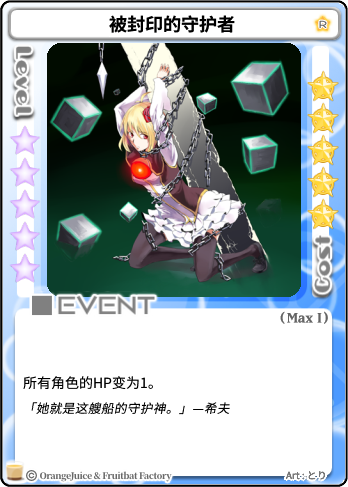 被封印的守护者
R
Level
Cost
EVENT
(Max 1)
所有角色的HP变为1。
「她就是这艘船的守护神。」—希夫
© OrangeJuice & Fruitbat Factory
Art: とり